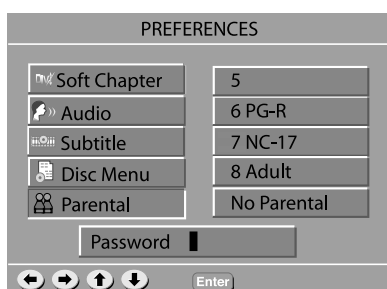 PREFERENCES
Soft Chapter
5
Audio
6 PG-R
Subtitle
7 NC-17
Disc Menu
8 Adult
Parental
No Parental
Password
Enter